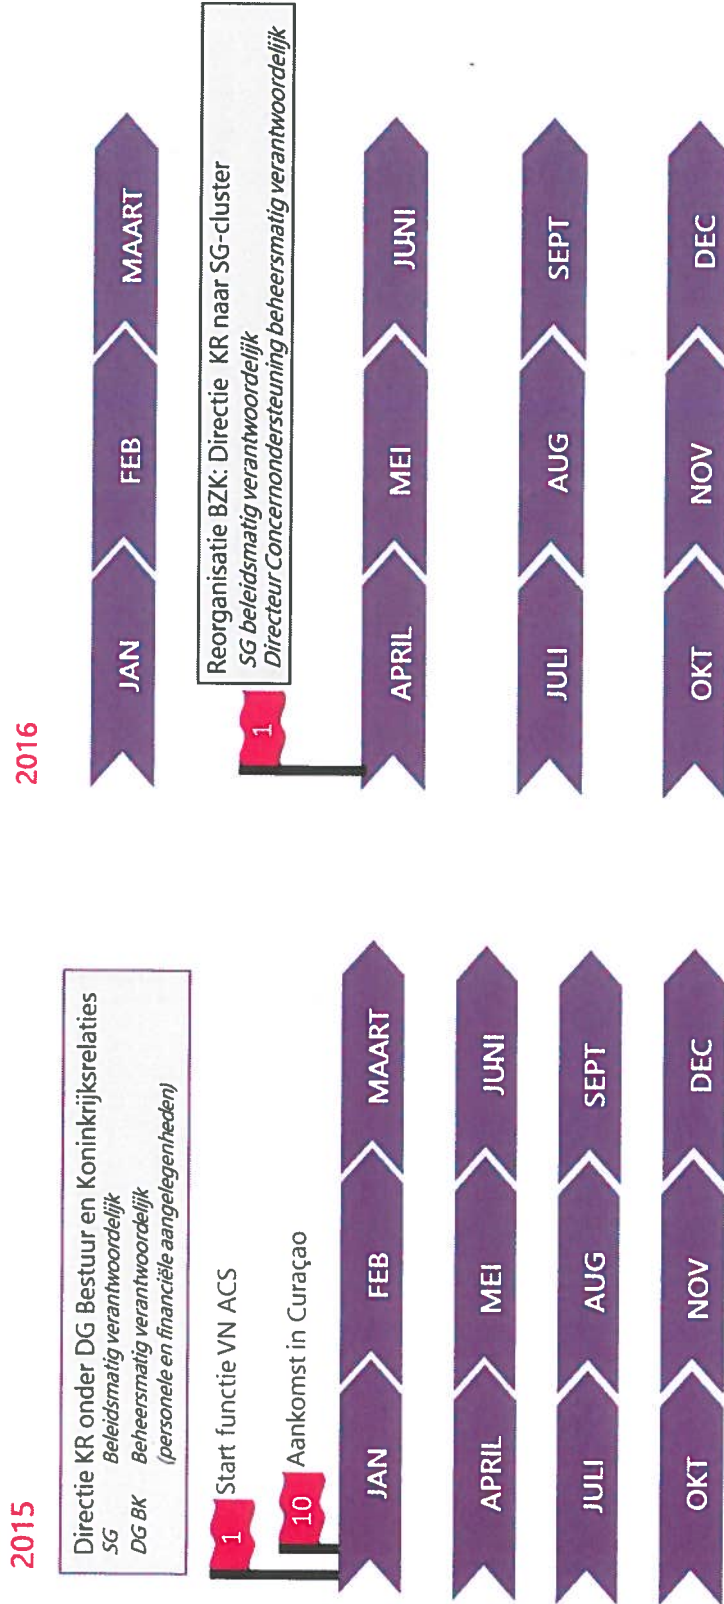 2015
Directie KR onder DG Bestuur en Koninkrijksrelaties
SG Beleidsmatig verantwoordelijk
DG BK Beheersmatig verantwoordelijk
(personele en financiële aangelegenheden)
1 Start functie VN ACS
10 Aankomst in Curaçao
JAN FEB MAART
APRIL MEI JUNI
JULI AUG SEPT
OKT NOV DEC
2016
JAN FEB MAART
Reorganisatie BZK: Directie KR naar SG-cluster
SG beleidsmatig verantwoordelijk
Directeur Concernondersteuning beheersmatig verantwoordelijk
1
APRIL MEI JUNI
JULI AUG SEPT
OKT NOV DEC